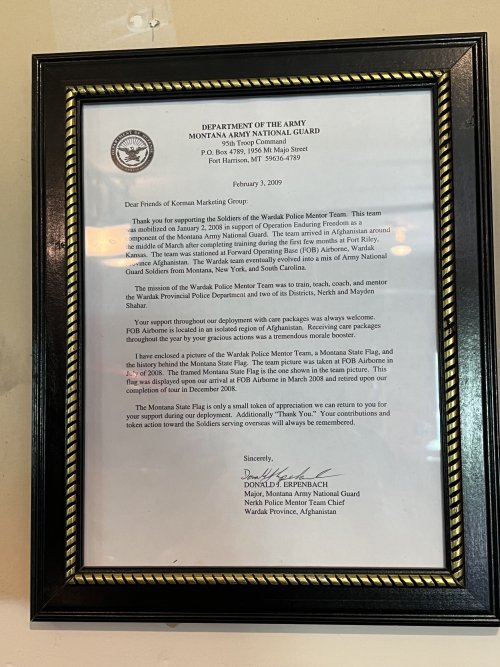 DEPARTMENT OF THE ARMY
MONTANA ARMY NATIONAL GUARD
95th Troop Command
P.O. Box 4789, 1956 Mt Majo Street
Fort Harrison, MT 59636-4789
February 3, 2009
Dear Friends of Korman Marketing Group:
Thank you for supporting the Soldiers of the Wardak Police Mentor Team. This team
was mobilized on January 2, 2008 in support of Operation Enduring Freedom as a
component of the Montana Army National Guard. The team arrived in Afghanistan around
the middle of March after completing training during the first few months at Fort Riley,
Kansas. The team was stationed at Forward Operating Base (FOB) Airborne, Wardak
Province Afghanistan. The Wardak team eventually evolved into a mix of Army National
Guard Soldiers from Montana, New York, and South Carolina.
The mission of the Wardak Police Mentor Team was to train, teach, coach, and mentor
the Wardak Provincial Police Department and two of its Districts, Nerkh and Mayden
Shahar.
Your support throughout our deployment with care packages was always welcome.
FOB Airborne is located in an isolated region of Afghanistan. Receiving care packages
throughout the year by your gracious actions was a tremendous morale booster.
I have enclosed a picture of the Wardak Police Mentor Team, a Montana State Flag, and
the history behind the Montana State Flag. The team picture was taken at FOB Airborne in
July of 2008. The framed Montana State Flag is the one shown in the team picture. This
flag was displayed upon our arrival at FOB Airborne in March 2008 and retired upon our
completion of tour in December 2008.
The Montana State Flag is only a small token of appreciation we can return to you for
your support during our deployment. Additionally "Thank You." Your contributions and
token action toward the Soldiers serving overseas will always be remembered.
Sincerely,
DONALD J. ERPENBACH
Major, Montana Army National Guard
Nerkh Police Mentor Team Chief
Wardak Province, Afghanistan